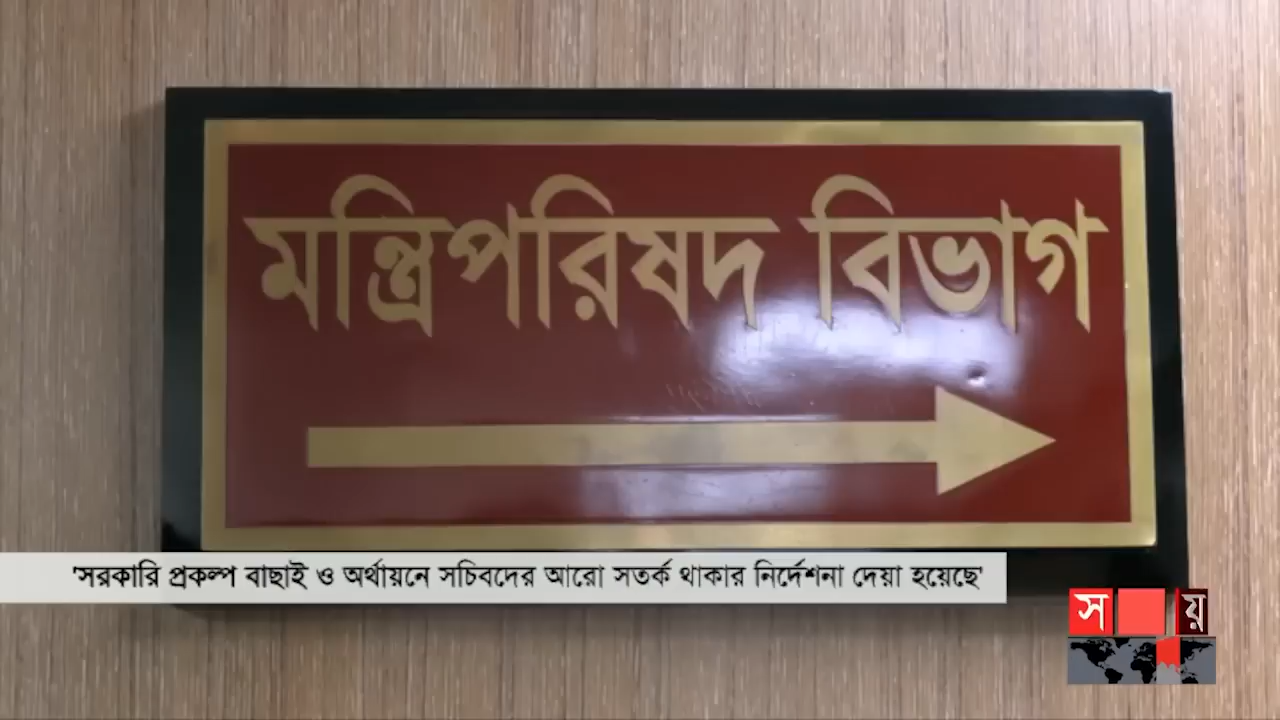 মন্ত্রিপরিষদ বিভাগ
'সরকারি প্রকল্প বাছাই ও অর্থায়নে সচিবদের আরো সতর্ক থাকার নির্দেশনা দেয়া হয়েছে'
স য়